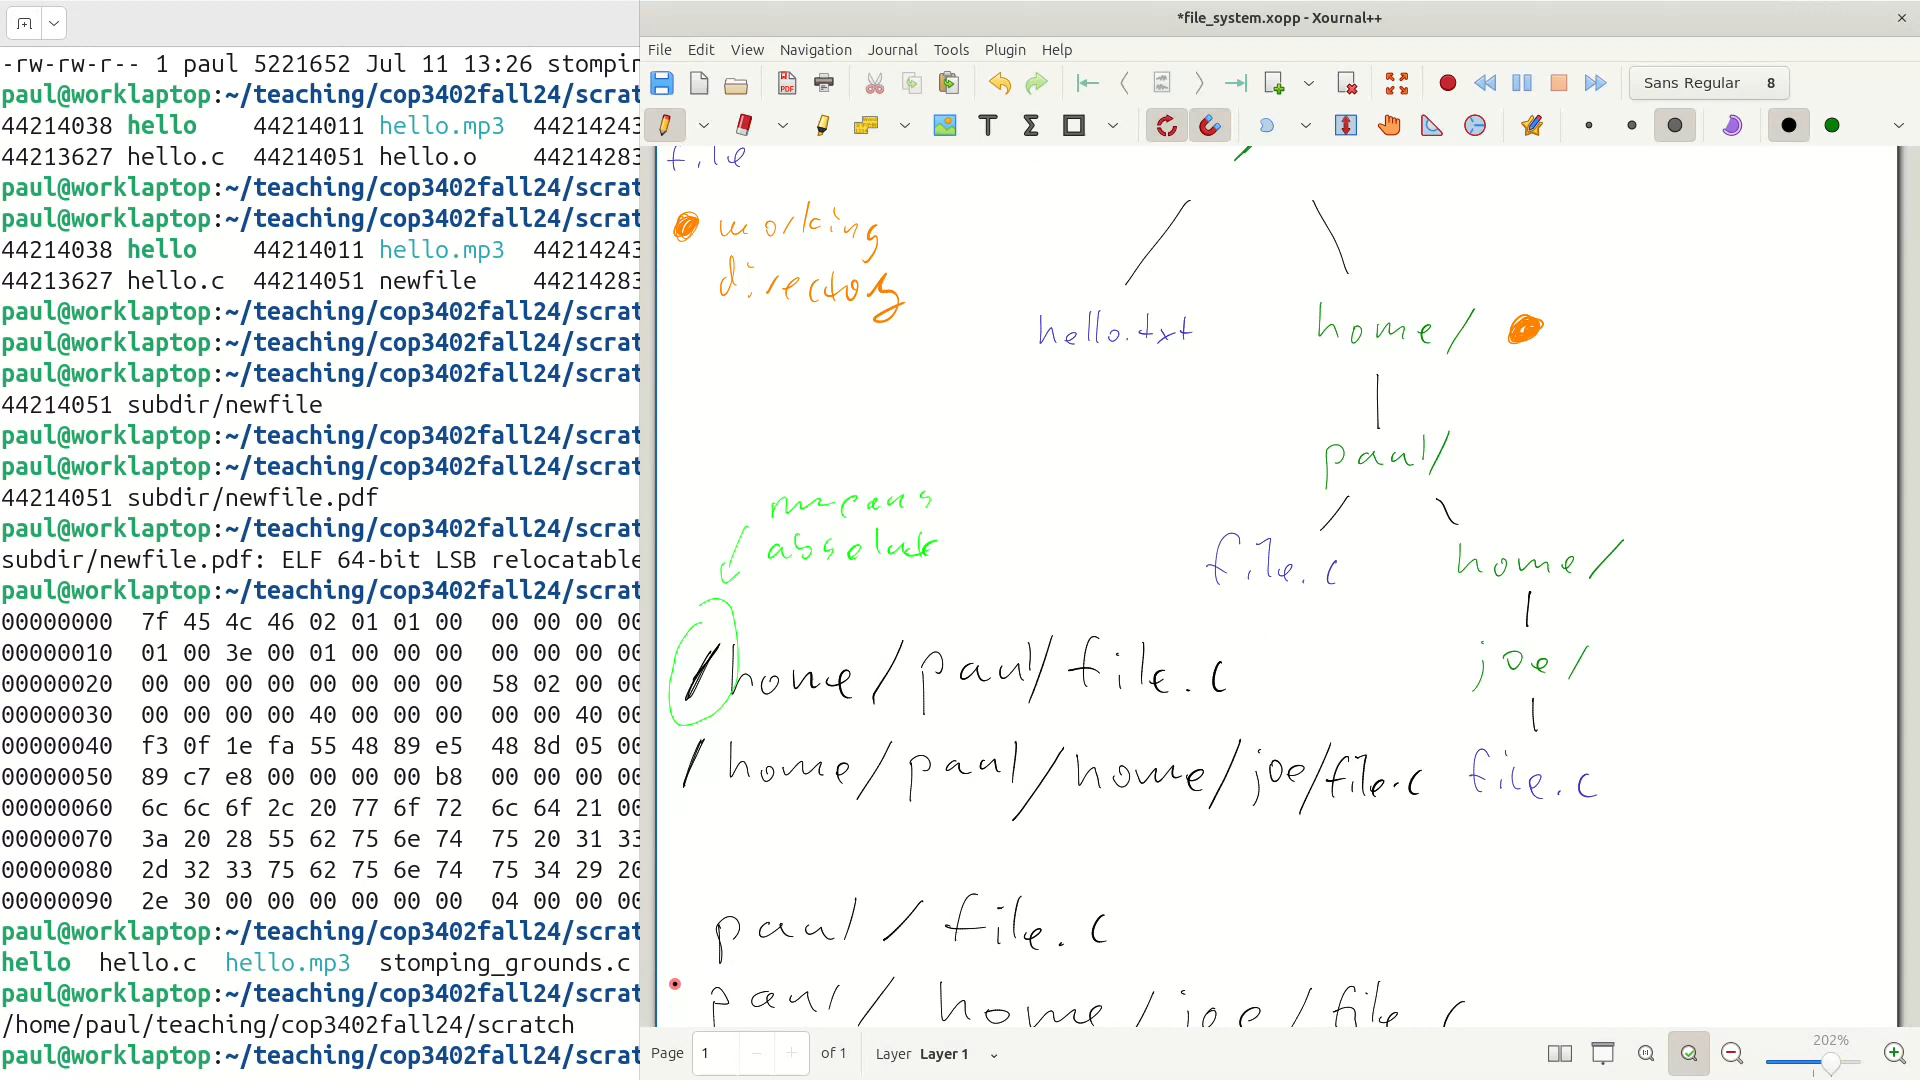 -rw-rw-r-- 1 paul 5221652 Jul 11 13:26 stompin
paul@worklaptop:~/teaching/cop3402fall24/scrat
44214038 hello    44214011 hello.mp3  44214243
44213627 hello.c  44214051 hello.o    44214283
paul@worklaptop:~/teaching/cop3402fall24/scrat
paul@worklaptop:~/teaching/cop3402fall24/scrat
44214038 hello    44214011 hello.mp3  44214243
44213627 hello.c  44214051 newfile    44214283
paul@worklaptop:~/teaching/cop3402fall24/scrat
paul@worklaptop:~/teaching/cop3402fall24/scrat
paul@worklaptop:~/teaching/cop3402fall24/scrat
44214051 subdir/newfile
paul@worklaptop:~/teaching/cop3402fall24/scrat
paul@worklaptop:~/teaching/cop3402fall24/scrat
44214051 subdir/newfile.pdf
paul@worklaptop:~/teaching/cop3402fall24/scrat
subdir/newfile.pdf: ELF 64-bit LSB relocatable
paul@worklaptop:~/teaching/cop3402fall24/scrat
00000000  7f 45 4c 46 02 01 01 00  00 00 00 00
00000010  01 00 3e 00 01 00 00 00  00 00 00 00
00000020  00 00 00 00 00 00 00 00  58 02 00 00
00000030  00 00 00 00 40 00 00 00  00 00 40 00
00000040  f3 0f 1e fa 55 48 89 e5  48 8d 05 00
00000050  89 c7 e8 00 00 00 00 b8  00 00 00 00
00000060  6c 6c 6f 2c 20 77 6f 72  6c 64 21 00
00000070  3a 20 28 55 62 75 6e 74  75 20 31 33
00000080  2d 32 33 75 62 75 6e 74  75 34 29 20
00000090  2e 30 00 00 00 00 00 00  04 00 00 00
paul@worklaptop:~/teaching/cop3402fall24/scrat
hello  hello.c  hello.mp3  stomping_grounds.c
paul@worklaptop:~/teaching/cop3402fall24/scrat
/home/paul/teaching/cop3402fall24/scratch
paul@worklaptop:~/teaching/cop3402fall24/scrat
*file_system.xopp - Xournal++
File Edit View Navigation Journal Tools Plugin Help
PDF
Sans Regular 8
file
/
working
directory
hello.txt
home/
paul/
means
absolute
file.c
home/
joe/
/home/paul/file.c
/home/paul/home/joe/file.c
file.c
paul/file.c
paul/home/joe/file.c
Page 1 of 1 Layer Layer 1
202%